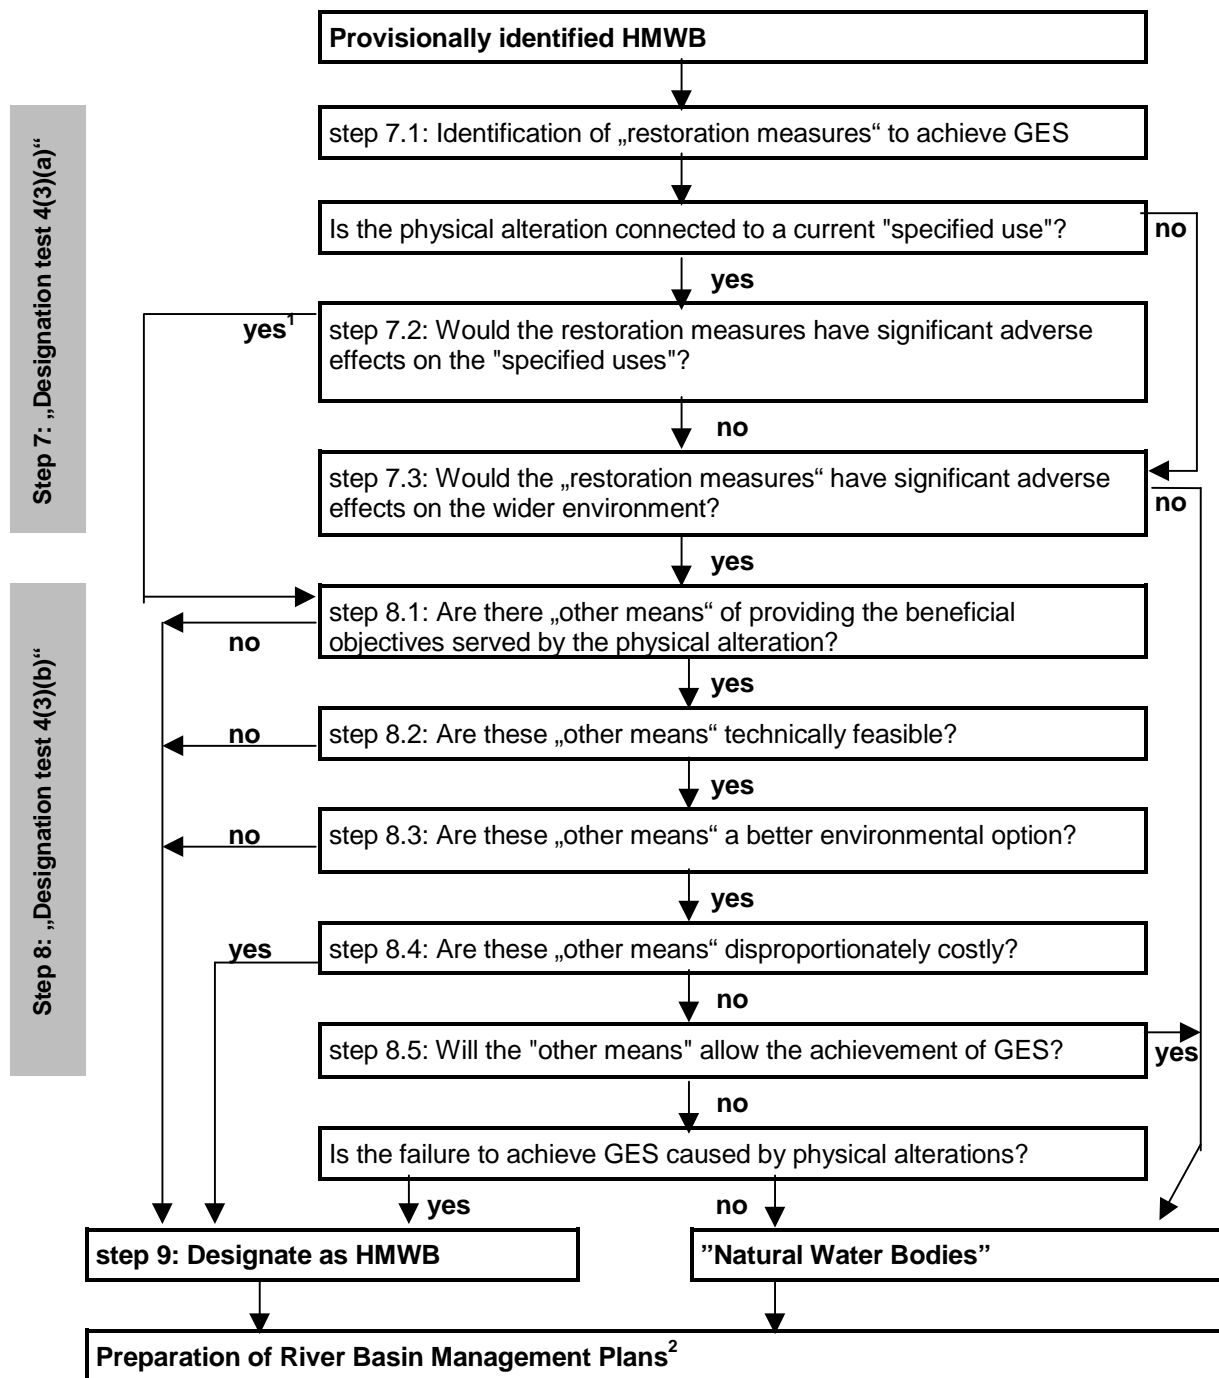 Provisionally identified HMWB
Step 7: „Designation test 4(3)(a)“
step 7.1: Identification of „restoration measures“ to achieve GES
Is the physical alteration connected to a current "specified use"?
no
yes
yes¹
step 7.2: Would the restoration measures have significant adverse
effects on the "specified uses"?
no
step 7.3: Would the „restoration measures“ have significant adverse
effects on the wider environment?
no
yes
Step 8: „Designation test 4(3)(b)“
step 8.1: Are there „other means“ of providing the beneficial
objectives served by the physical alteration?
no
yes
step 8.2: Are these „other means“ technically feasible?
no
yes
step 8.3: Are these „other means“ a better environmental option?
no
yes
step 8.4: Are these „other means“ disproportionately costly?
yes
no
step 8.5: Will the "other means" allow the achievement of GES?
yes
no
Is the failure to achieve GES caused by physical alterations?
yes
no
step 9: Designate as HMWB
”Natural Water Bodies”
Preparation of River Basin Management Plans²